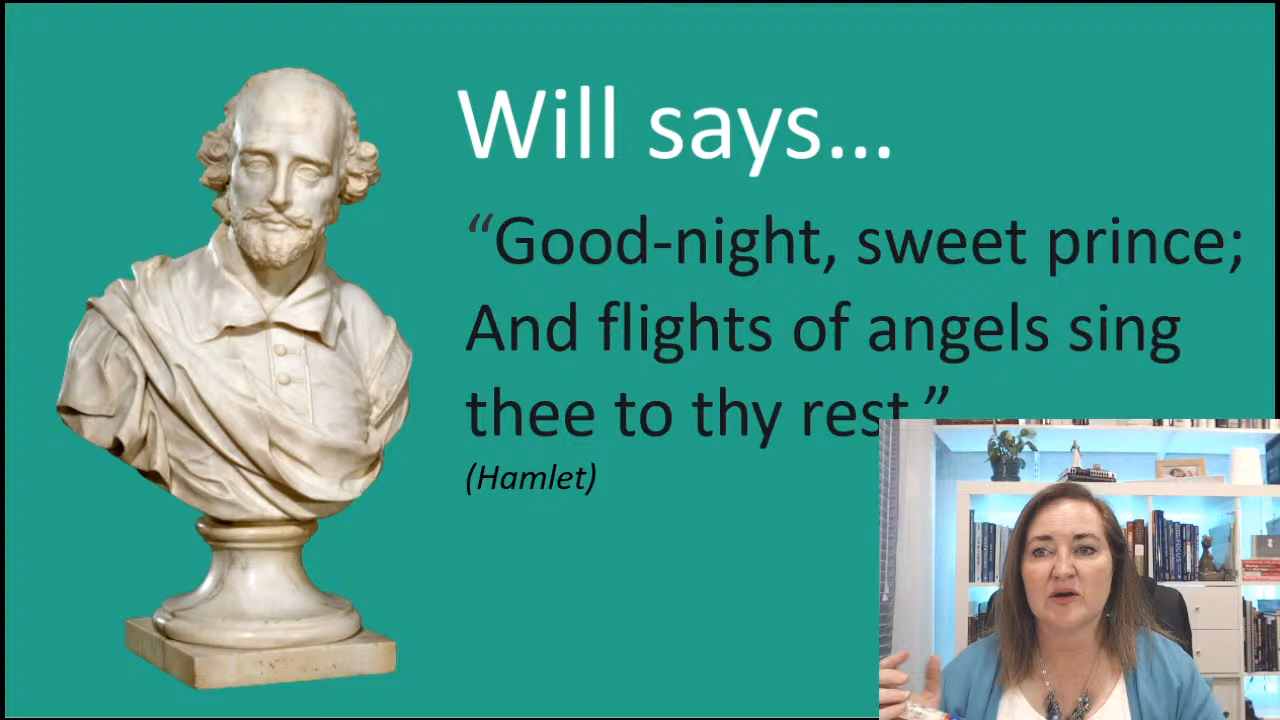 Will says...
“Good-night, sweet prince;
And flights of angels sing
thee to thy rest.”
(Hamlet)